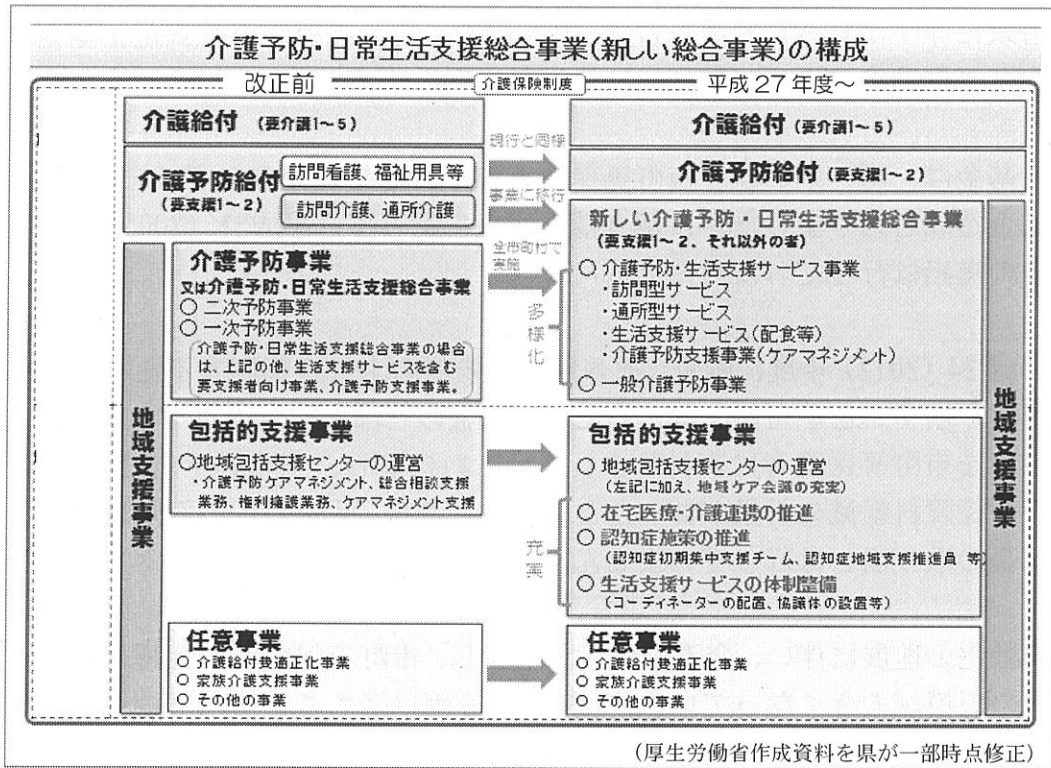 介護予防・日常生活支援総合事業(新しい総合事業)の構成
改正前
介護保険制度
平成27年度～
介護給付 (要介護1～5)
現行と同様
介護給付 (要介護1～5)
介護予防給付
(要支援1～2)
訪問看護、福祉用具等
訪問介護、通所介護
事業に移行
介護予防給付 (要支援1～2)
新しい介護予防・日常生活支援総合事業
(要支援1～2、それ以外の者)
介護予防事業
又は介護予防・日常生活支援総合事業
○ 二次予防事業
○ 一次予防事業
介護予防・日常生活支援総合事業の場合
は、上記の他、生活支援サービスを含む
要支援者向け事業、介護予防支援事業。
全市町村で
実施
多様化
○ 介護予防・生活支援サービス事業
・訪問型サービス
・通所型サービス
・生活支援サービス(配食等)
・介護予防支援事業(ケアマネジメント)
○ 一般介護予防事業
地域支援事業
包括的支援事業
○地域包括支援センターの運営
・介護予防ケアマネジメント、総合相談支援
業務、権利擁護業務、ケアマネジメント支援
充実
包括的支援事業
○ 地域包括支援センターの運営
(左記に加え、地域ケア会議の充実)
○ 在宅医療・介護連携の推進
○ 認知症施策の推進
(認知症初期集中支援チーム、認知症地域支援推進員 等)
○ 生活支援サービスの体制整備
(コーディネーターの配置、協議体の設置等)
地域支援事業
任意事業
○ 介護給付費適正化事業
○ 家族介護支援事業
○ その他の事業
任意事業
○ 介護給付費適正化事業
○ 家族介護支援事業
○ その他の事業
(厚生労働省作成資料を県が一部時点修正)